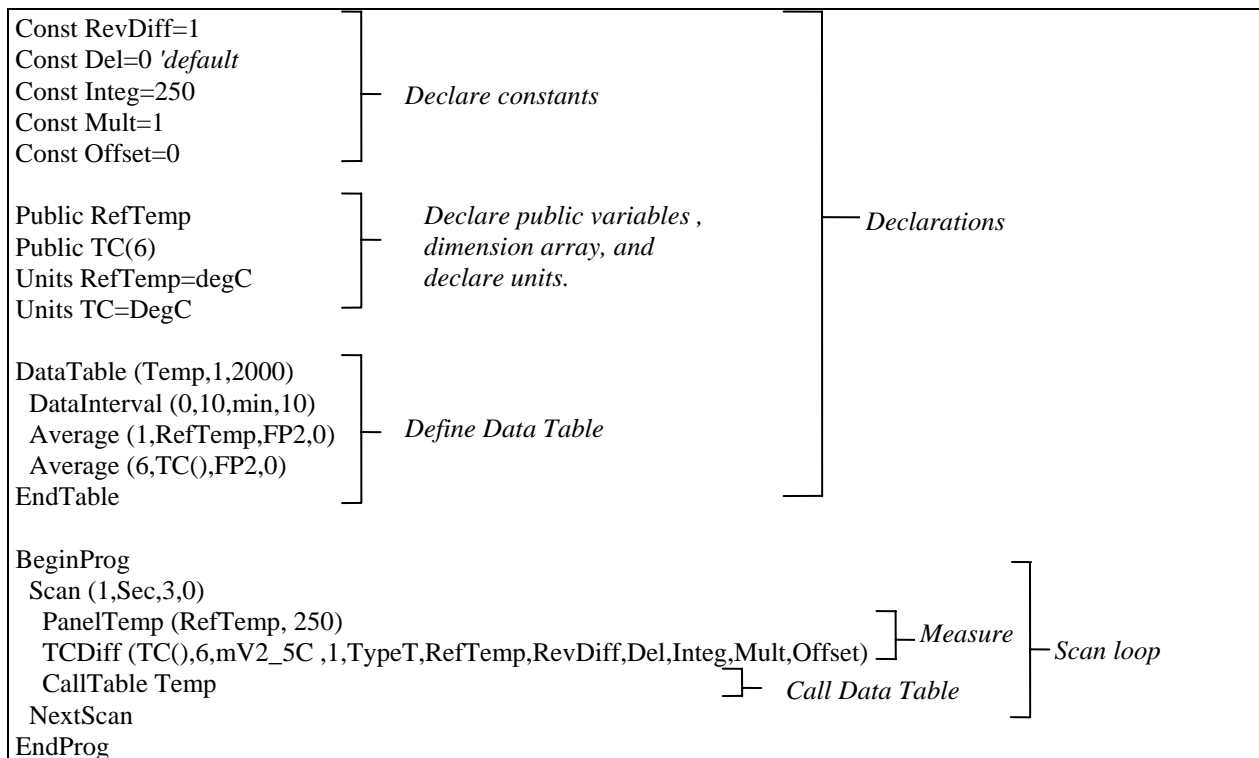 Const RevDiff=1
Const Del=0 'default
Const Integ=250
Const Mult=1
Const Offset=0
Declare constants
Public RefTemp
Public TC(6)
Units RefTemp=degC
Units TC=DegC
Declare public variables ,
dimension array, and
declare units.
Declarations
DataTable (Temp,1,2000)
DataInterval (0,10,min,10)
Average (1,RefTemp,FP2,0)
Average (6,TC(),FP2,0)
EndTable
Define Data Table
BeginProg
Scan (1,Sec,3,0)
PanelTemp (RefTemp, 250)
TCDiff (TC(),6,mV2_5C ,1,TypeT,RefTemp,RevDiff,Del,Integ,Mult,Offset)
Measure
Scan loop
CallTable Temp
Call Data Table
NextScan
EndProg